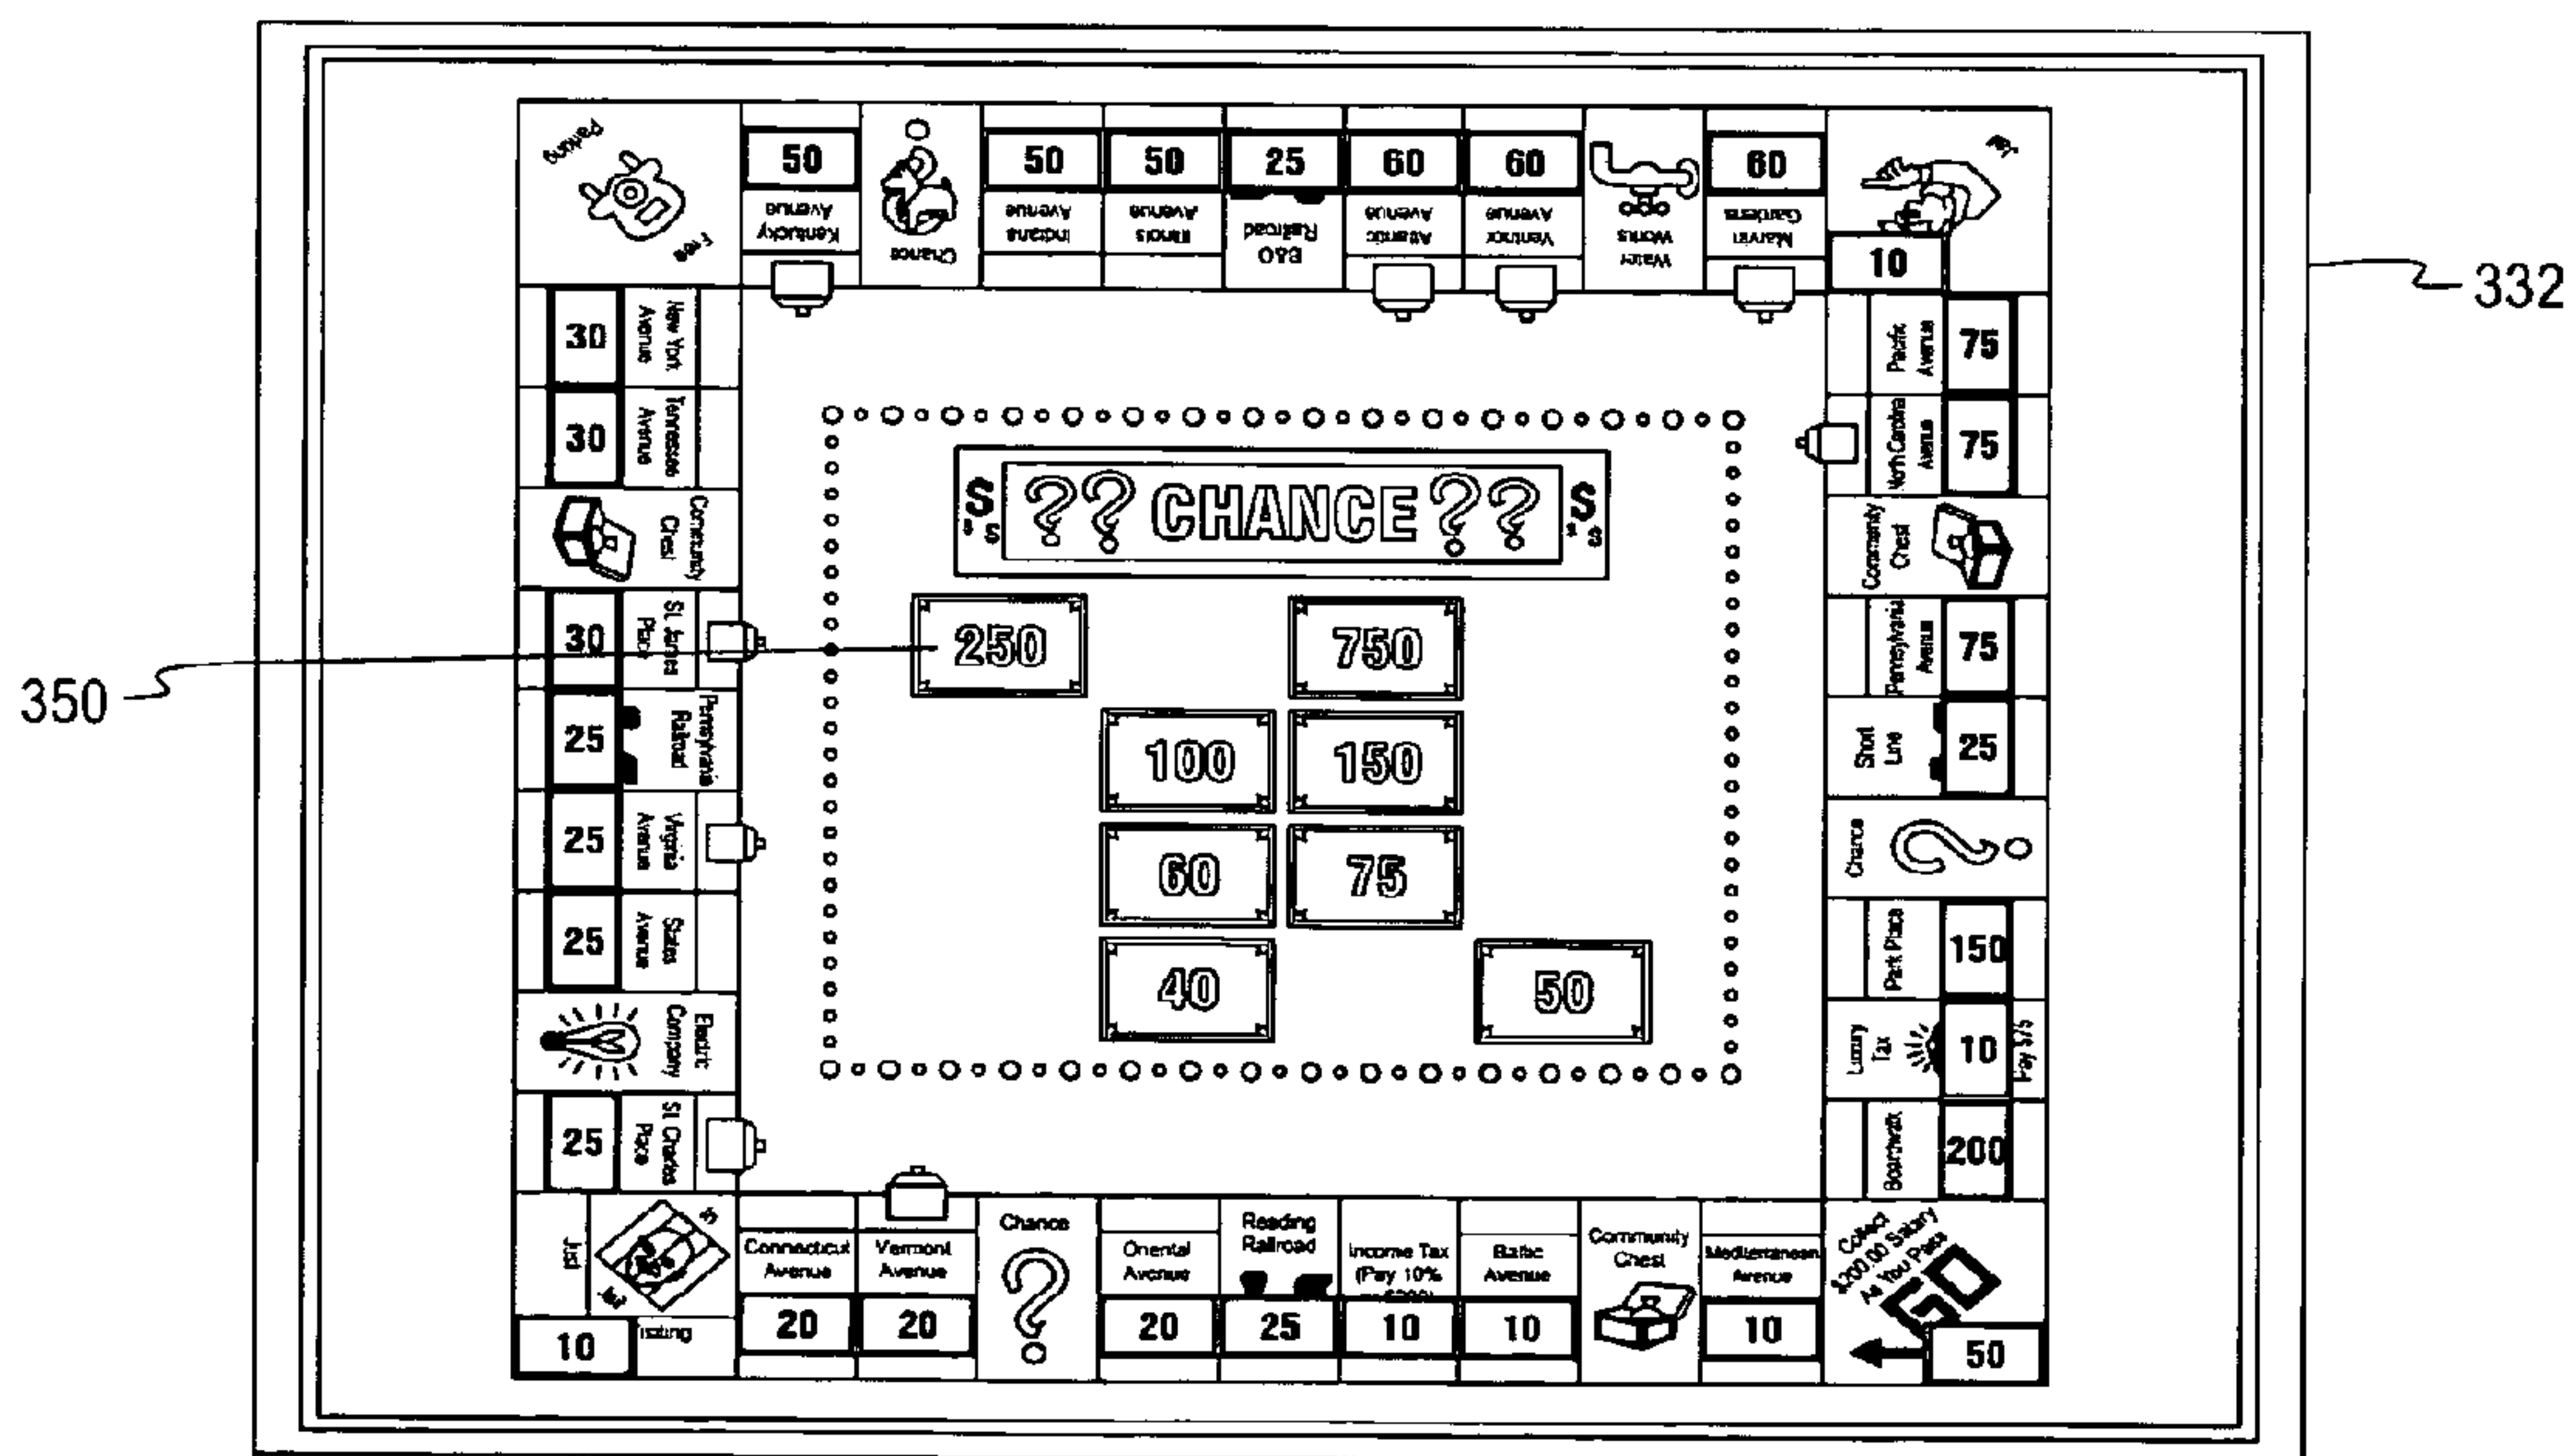 Parking
Free
50
Kentucky
Avenue
Chance
50
Indiana
Avenue
50
Illinois
Avenue
25
B&O
Railroad
60
Atlantic
Avenue
60
Ventnor
Avenue
Water
Works
60
Marvin
Gardens
10
332
30
New York
Avenue
30
Tennessee
Avenue
Community
Chest
30
St. James
Place
350
25
Pennsylvania
Railroad
25
Virginia
Avenue
25
States
Avenue
Electric
Company
25
St. Charles
Place
$ $ ?? CHANCE ?? $ $
250
750
100
150
60
75
40
50
Pacific
Avenue
75
North Carolina
Avenue
75
Community
Chest
Pennsylvania
Avenue
75
Short
Line
25
Chance
?
Park Place
150
Luxury
Tax
10
Pay $75
Boardwalk
200
Just
10
Connecticut
Avenue
20
Vermont
Avenue
20
Chance
?
Oriental
Avenue
20
Reading
Railroad
25
Income Tax
(Pay 10%
10
Baltic
Avenue
10
Community
Chest
Mediterranean
Avenue
10
Collect
$200.00 Salary
As You Pass
GO
50